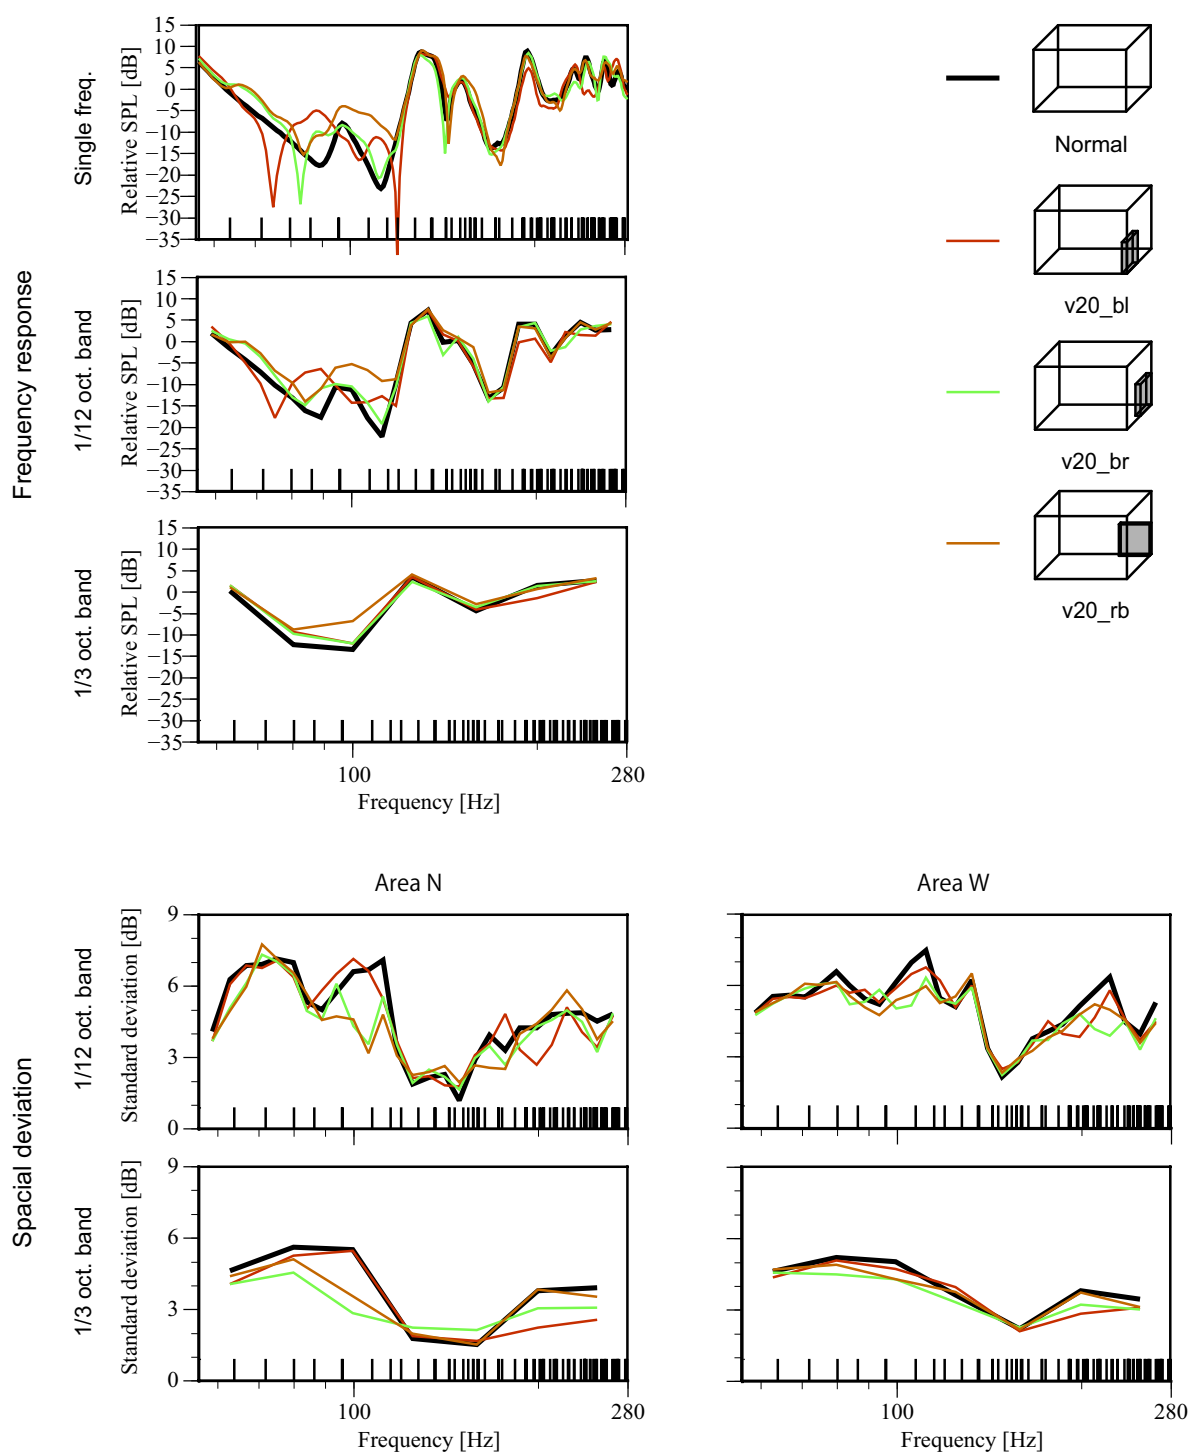 Frequency response
Single freq.
Relative SPL [dB]
15
10
5
0
−5
−10
−15
−20
−25
−30
−35
1/12 oct. band
Relative SPL [dB]
15
10
5
0
−5
−10
−15
−20
−25
−30
−35
1/3 oct. band
Relative SPL [dB]
15
10
5
0
−5
−10
−15
−20
−25
−30
−35
100
280
Frequency [Hz]
Normal
v20_bl
v20_br
v20_rb
Spacial deviation
Area N
Area W
1/12 oct. band
Standard deviation [dB]
9
6
3
0
1/3 oct. band
Standard deviation [dB]
9
6
3
0
100
280
Frequency [Hz]
100
280
Frequency [Hz]